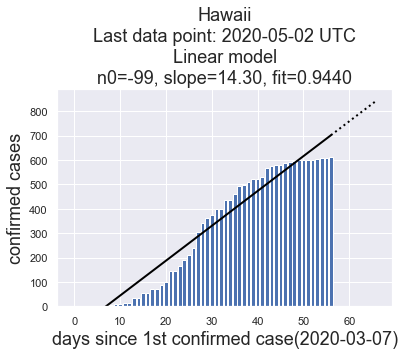 Hawaii
Last data point: 2020-05-02 UTC
Linear model
n0=-99, slope=14.30, fit=0.9440
confirmed cases
800
700
600
500
400
300
200
100
0
0 10 20 30 40 50 60
days since 1st confirmed case(2020-03-07)